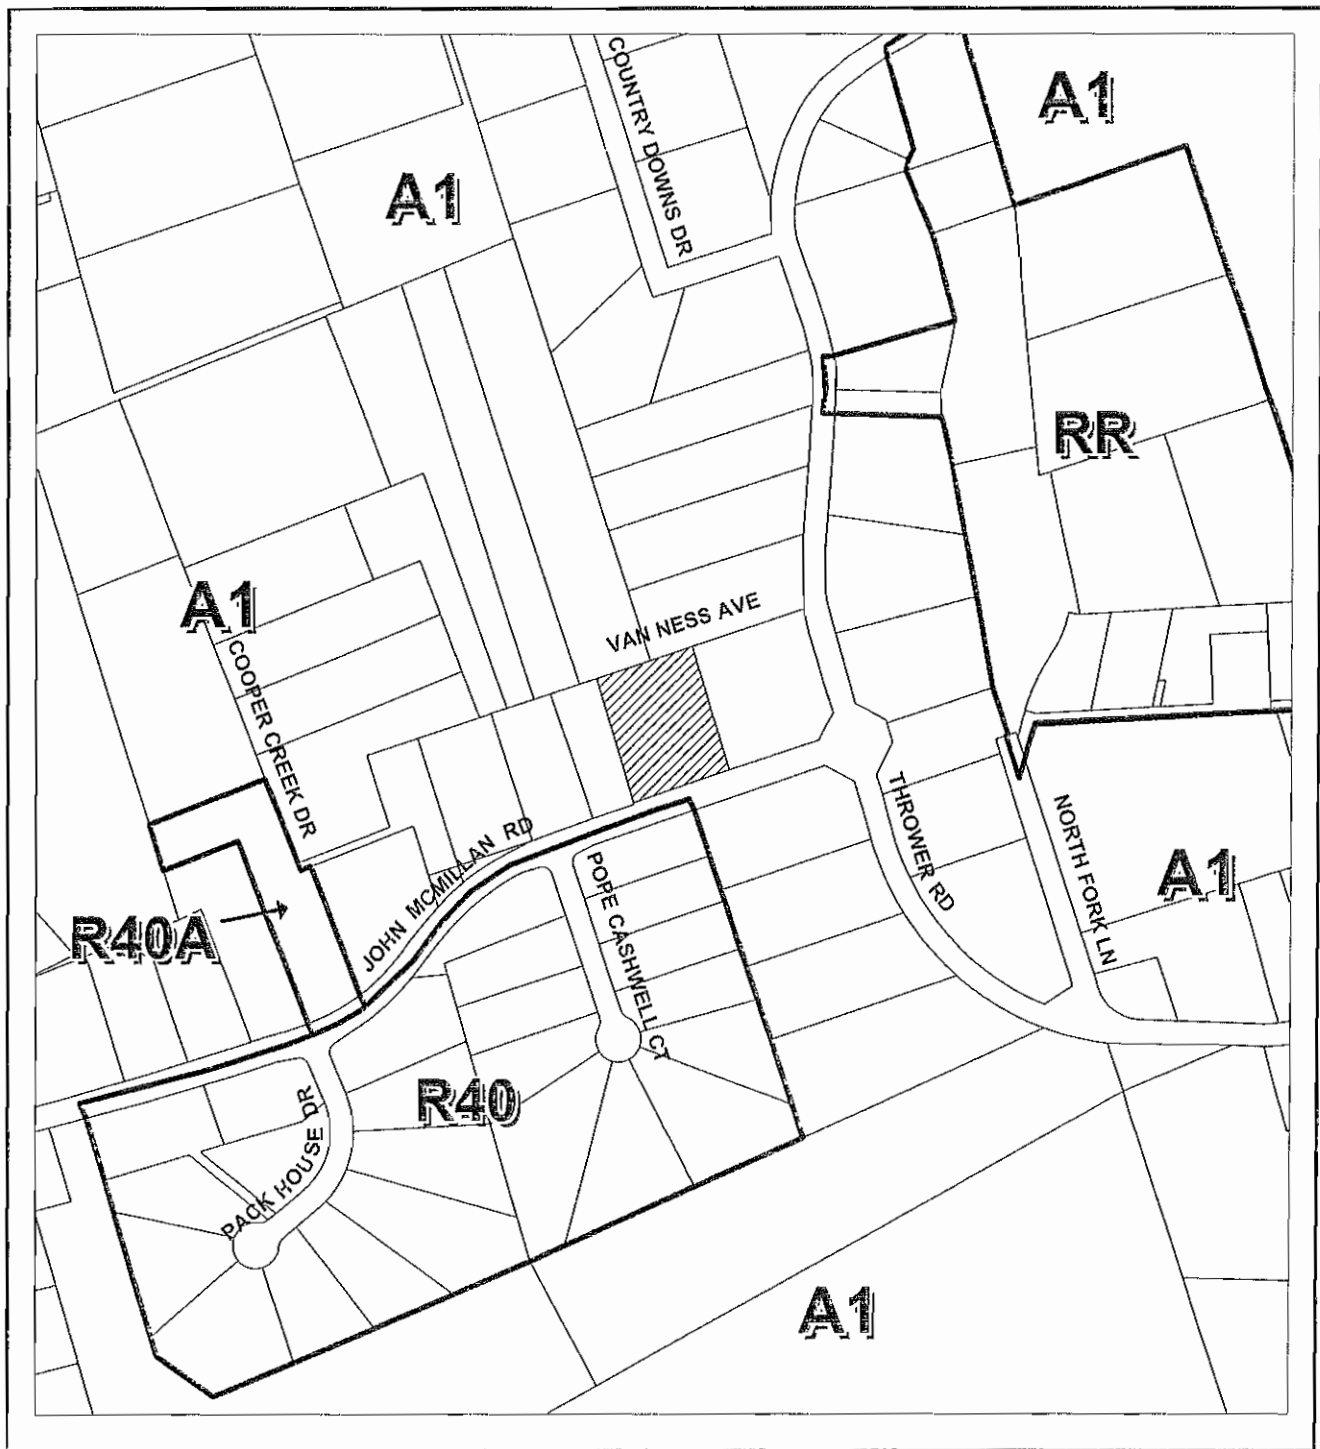 COUNTRY DOWNS DR
A1
A1
RR
A1
VAN NESS AVE
COOPER CREEK DR
THROWER RD
NORTH FORK LN
A1
JOHN MCMILLAN RD
POPE CASHWELL CT
R40A
R40
PACK HOUSE DR
A1